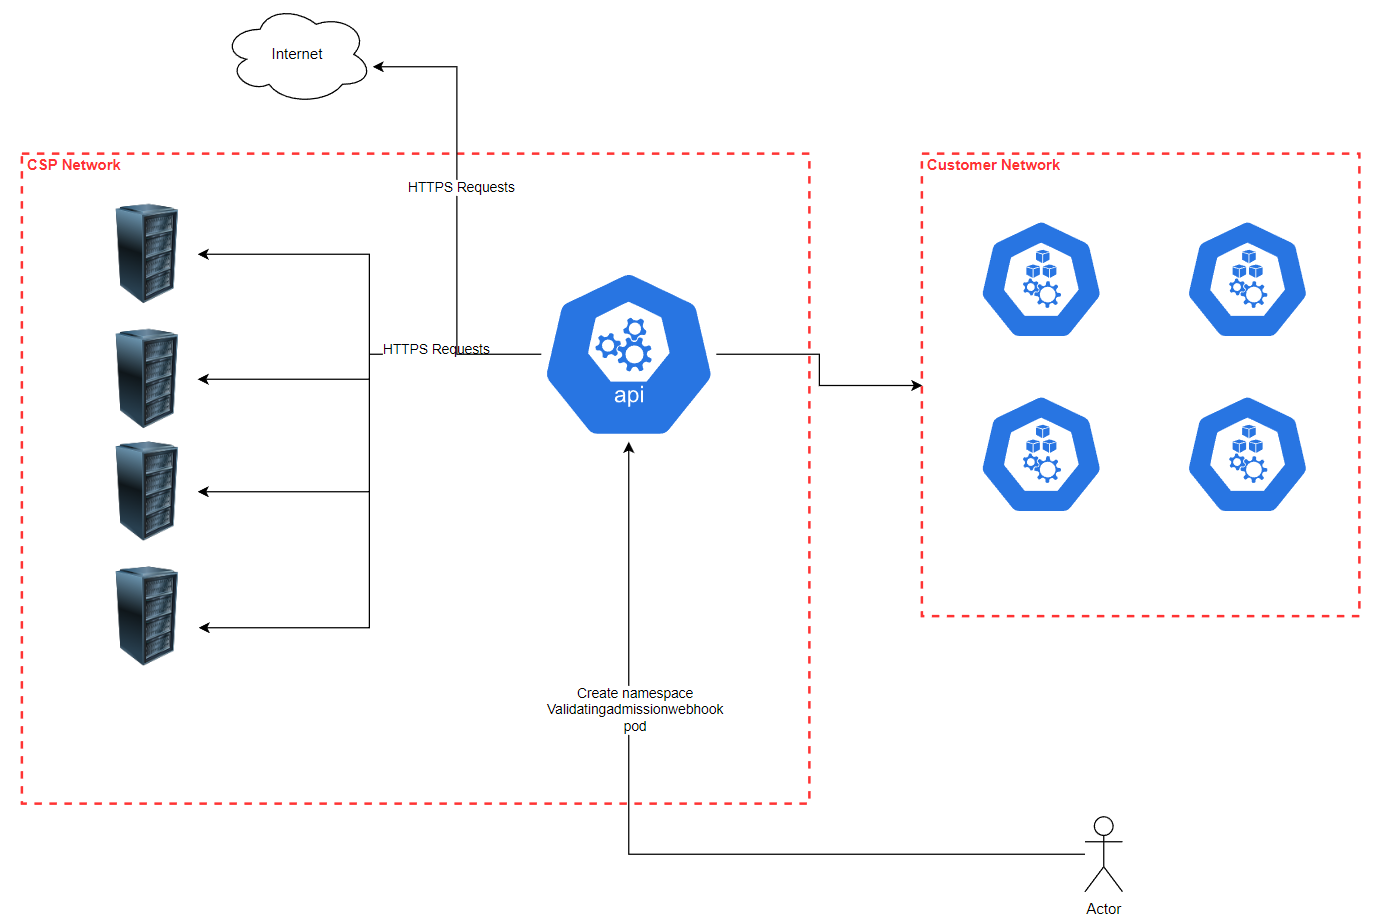 Internet
CSP Network
Customer Network
HTTPS Requests
HTTPS Requests
api
Create namespace
Validatingadmissionwebhook
pod
Actor